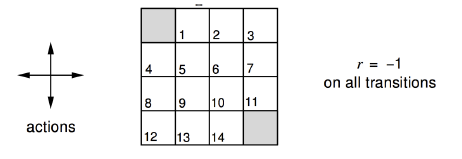 1 2 3
4 5 6 7
8 9 10 11
12 13 14
actions
r = -1
on all transitions